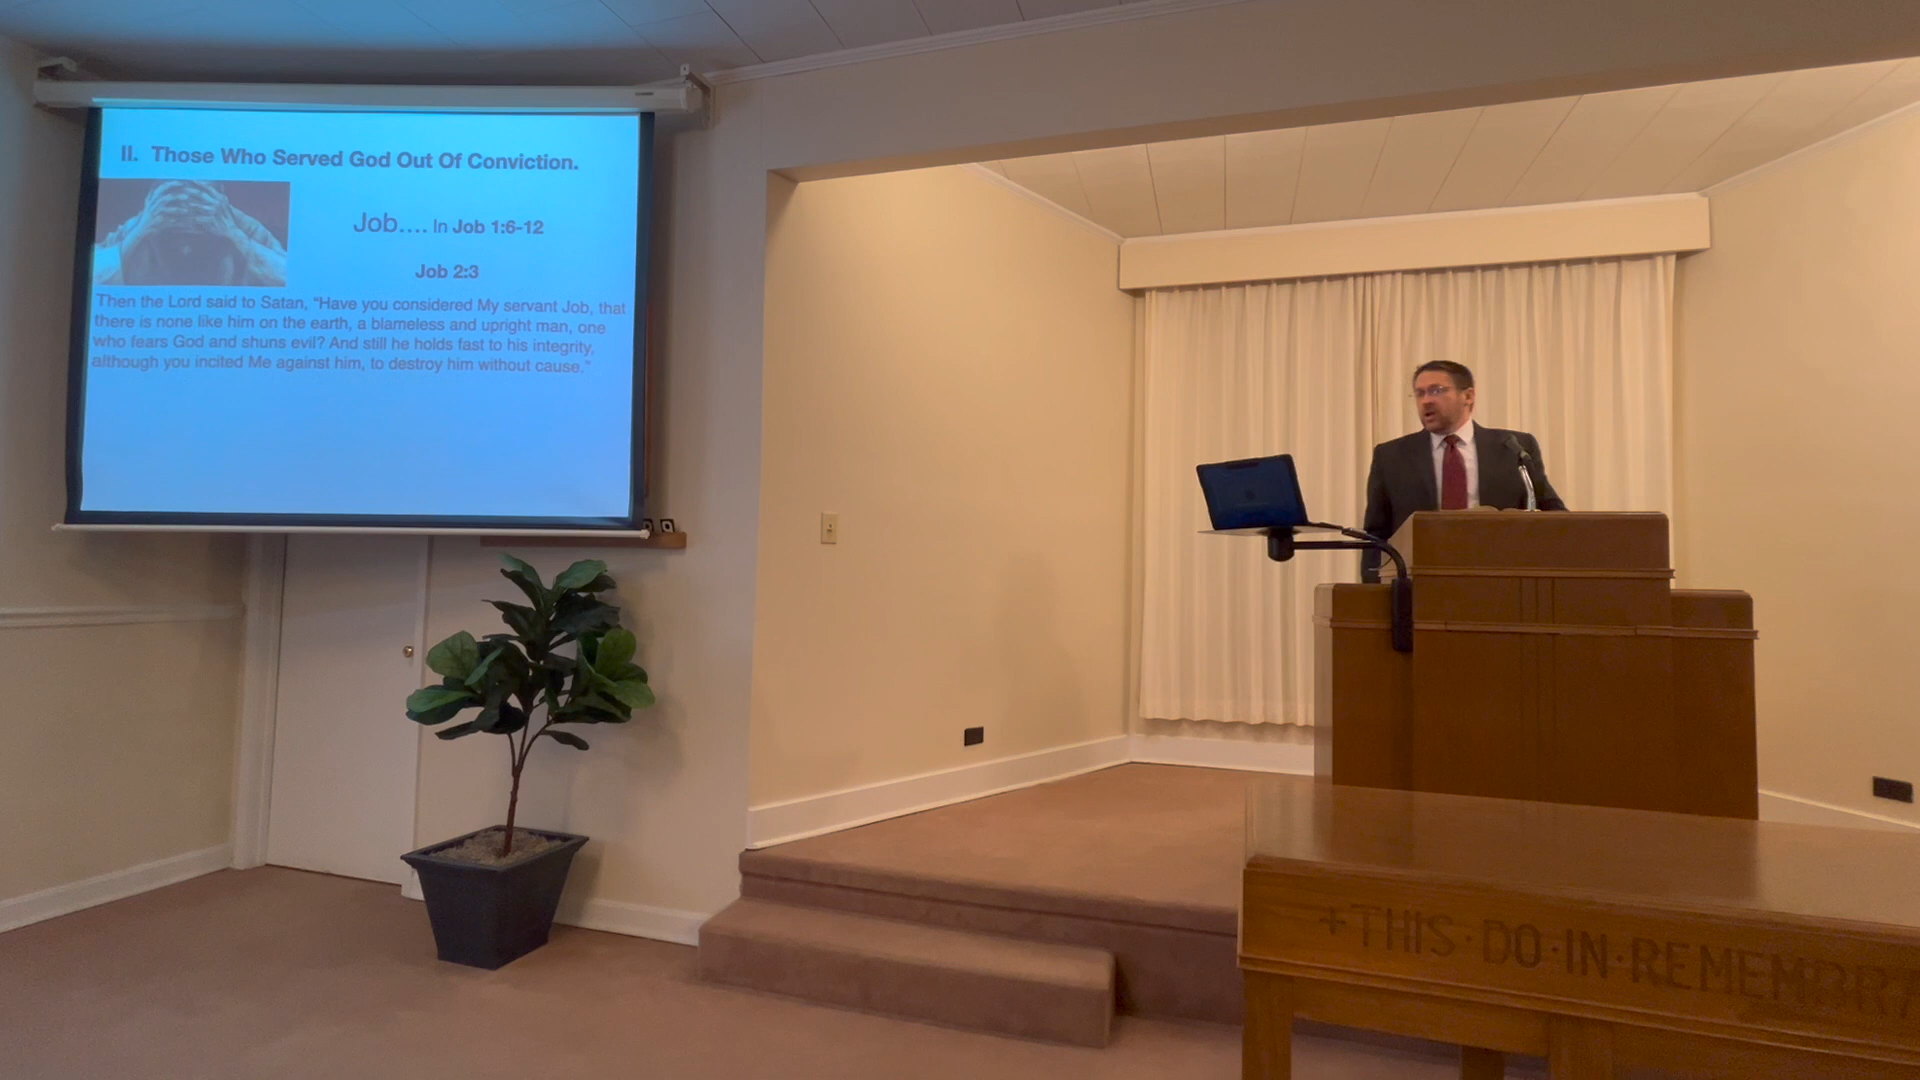 II. Those Who Served God Out Of Conviction.
Job.... In Job 1:6-12
Job 2:3
Then the Lord said to Satan, "Have you considered My servant Job, that
there is none like him on the earth, a blameless and upright man, one
who fears God and shuns evil? And still he holds fast to his integrity,
although you incited Me against him, to destroy him without cause."
+THIS·DO·IN·REMEMBRA